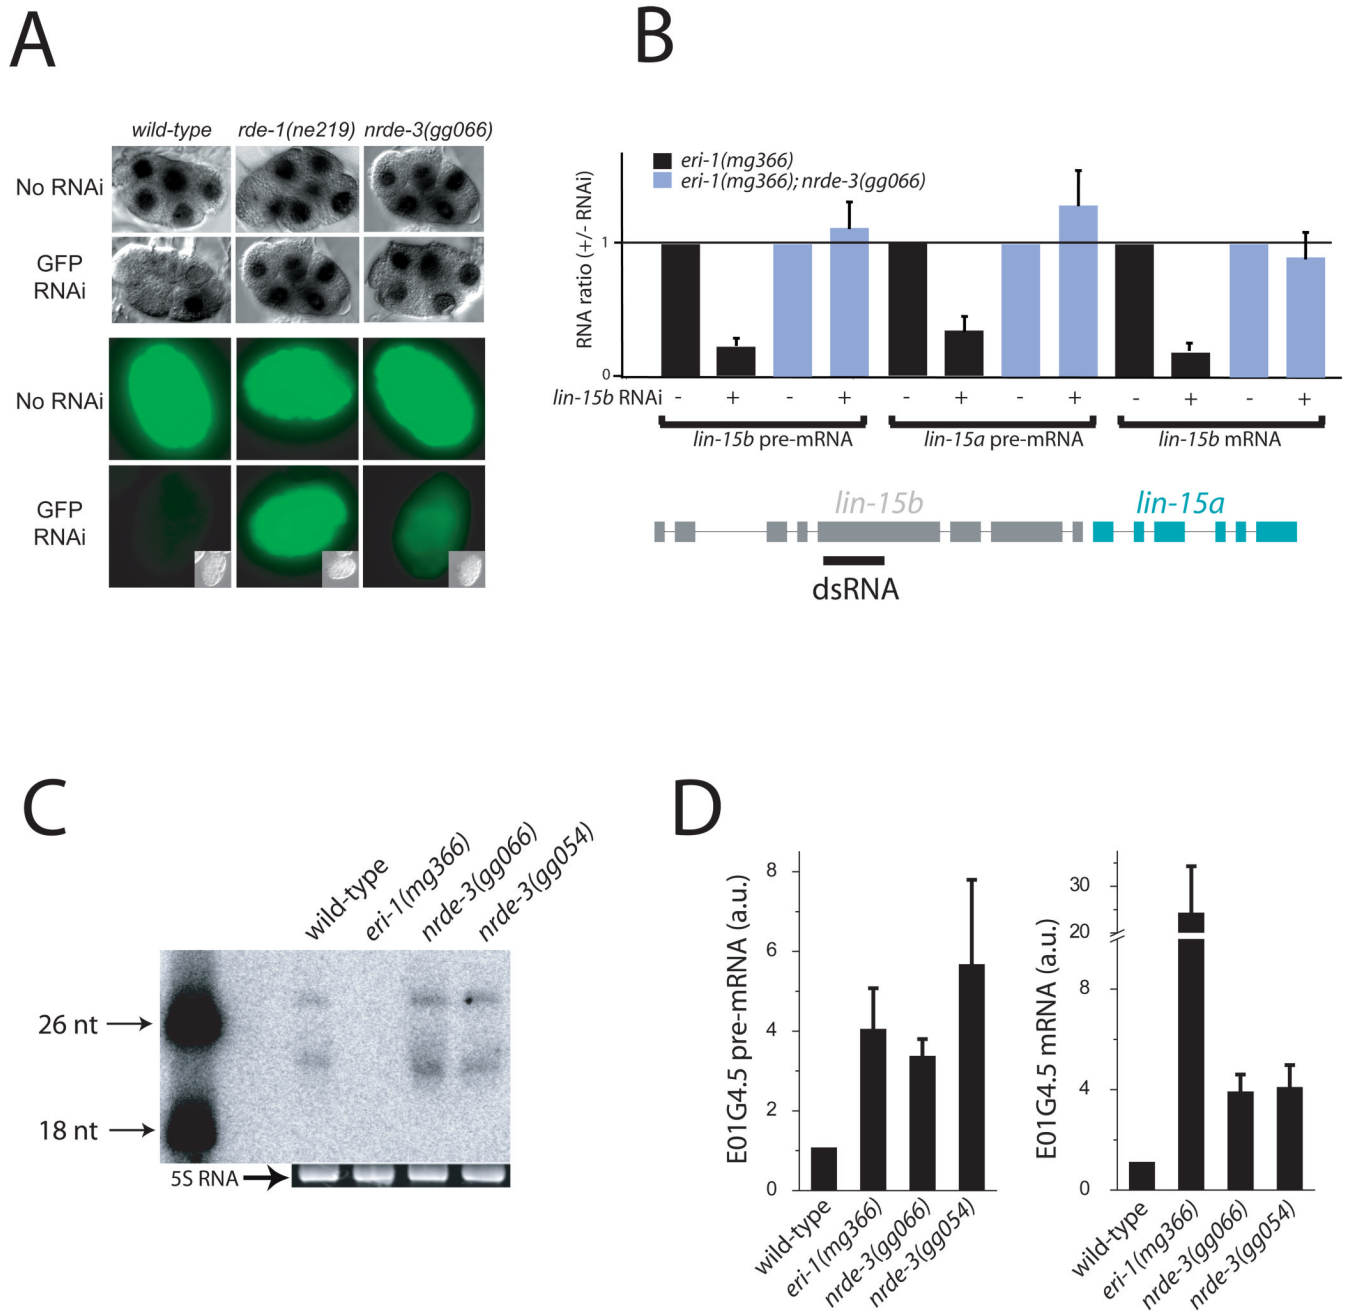 A
wild-type rde-1(ne219) nrde-3(gg066)
No RNAi
GFP
RNAi
No RNAi
GFP
RNAi
B
RNA ratio (+/- RNAi)
eri-1(mg366)
eri-1(mg366); nrde-3(gg066)
1
0
lin-15b RNAi - + - + - + - + - + - +
lin-15b pre-mRNA lin-15a pre-mRNA lin-15b mRNA
lin-15b lin-15a
dsRNA
C
wild-type
eri-1(mg366)
nrde-3(gg066)
nrde-3(gg054)
26 nt
18 nt
5S RNA
D
E01G4.5 pre-mRNA (a.u.)
8
6
4
2
0
wild-type
eri-1(mg366)
nrde-3(gg066)
nrde-3(gg054)
E01G4.5 mRNA (a.u.)
30
20
8
4
0
wild-type
eri-1(mg366)
nrde-3(gg066)
nrde-3(gg054)